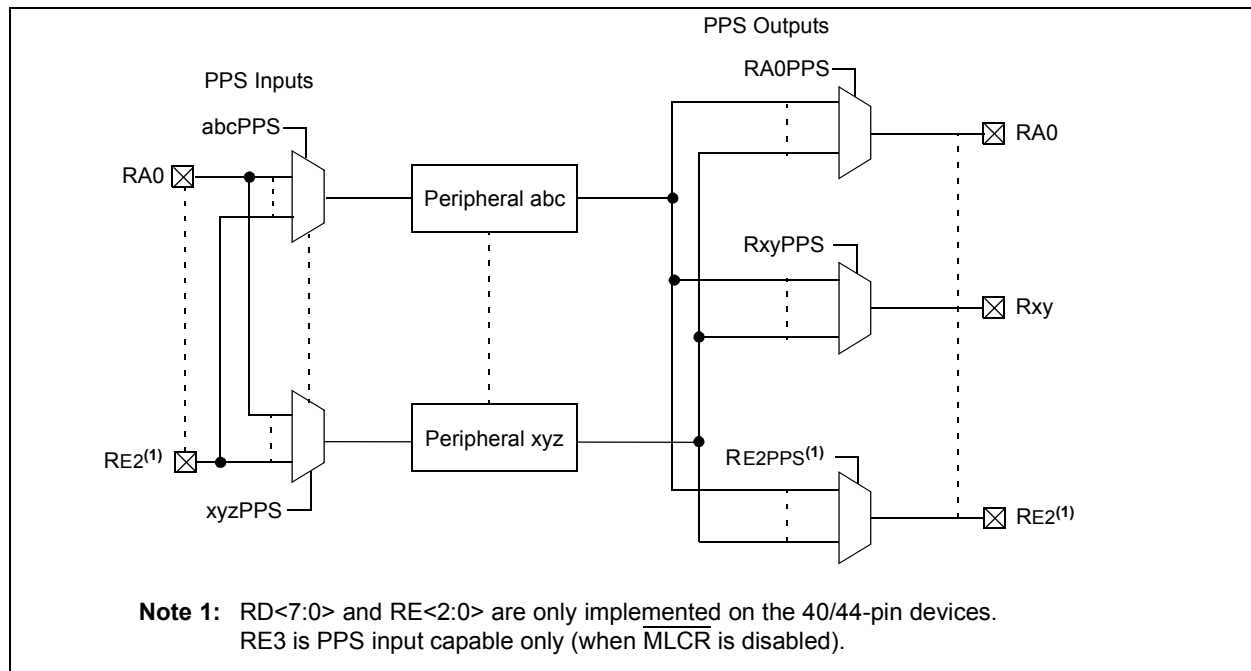 PPS Outputs
RA0PPS
PPS Inputs
abcPPS
RA0
Peripheral abc
RA0
RxyPPS
Rxy
Peripheral xyz
RE2(1)
RE2PPS(1)
xyzPPS
RE2(1)
Note 1: RD<7:0> and RE<2:0> are only implemented on the 40/44-pin devices.
RE3 is PPS input capable only (when MLCR is disabled).